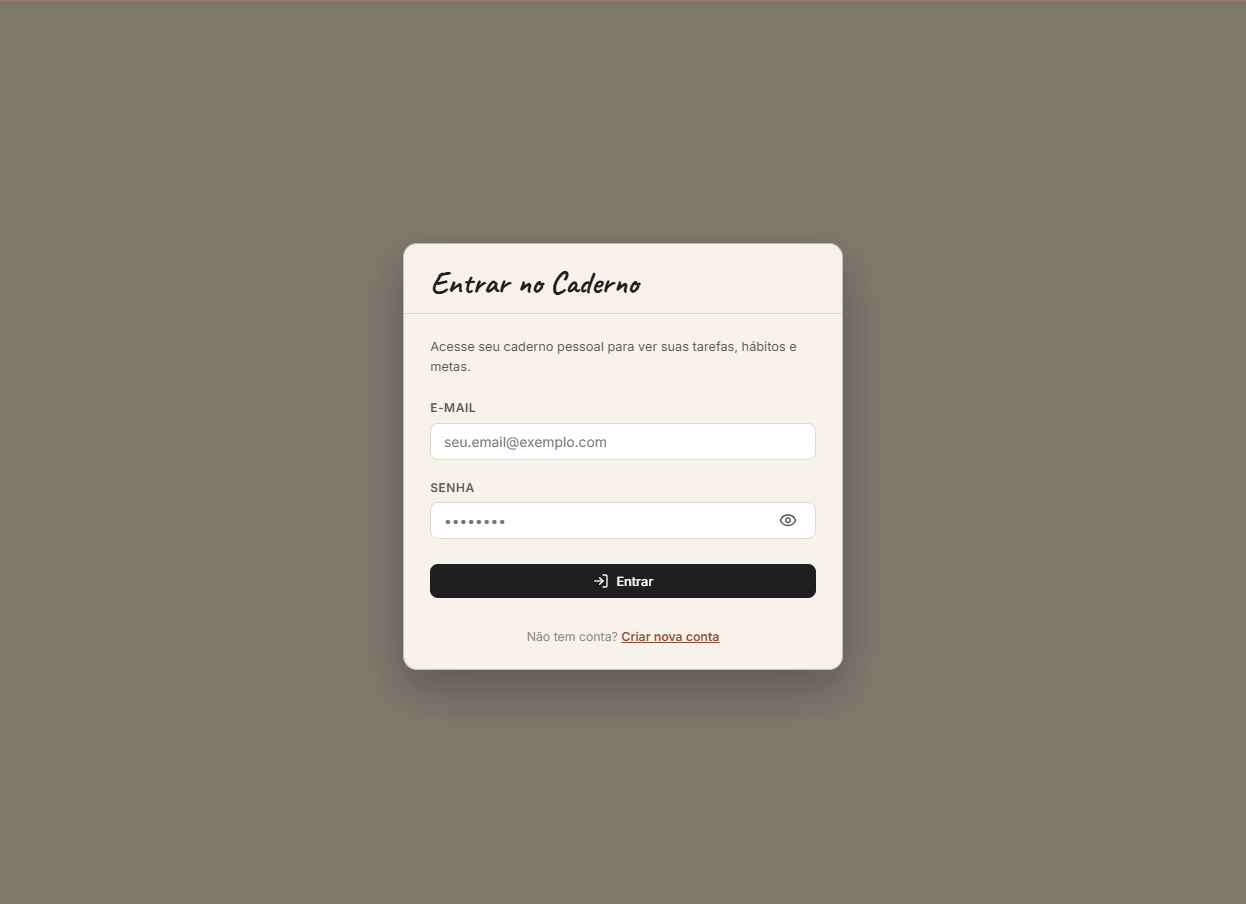 Entrar no Caderno
Acesse seu caderno pessoal para ver suas tarefas, hábitos e
metas.
E-MAIL
seu.email@exemplo.com
SENHA
••••••••
Entrar
Não tem conta? Criar nova conta